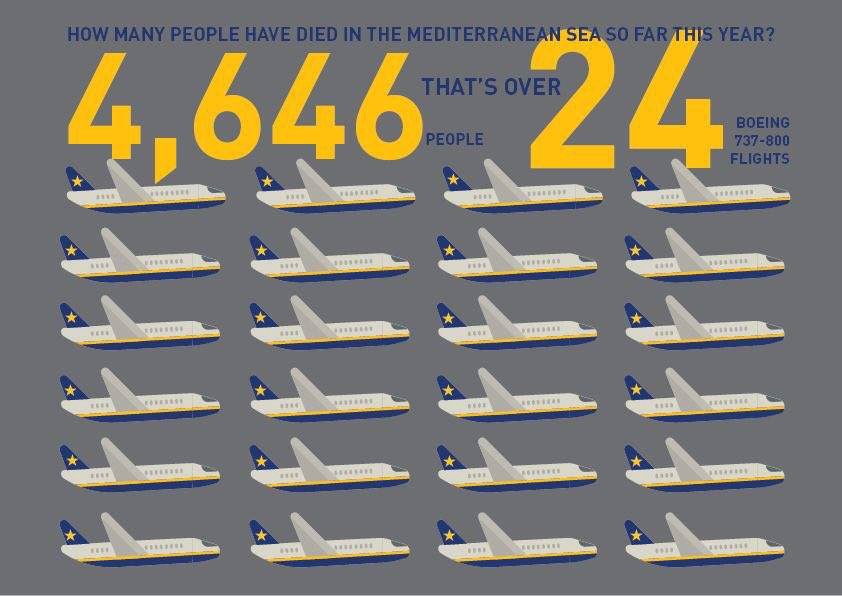 HOW MANY PEOPLE HAVE DIED IN THE MEDITERRANEAN SEA SO FAR THIS YEAR?
4,646 PEOPLE
THAT'S OVER
24
BOEING
737-800
FLIGHTS